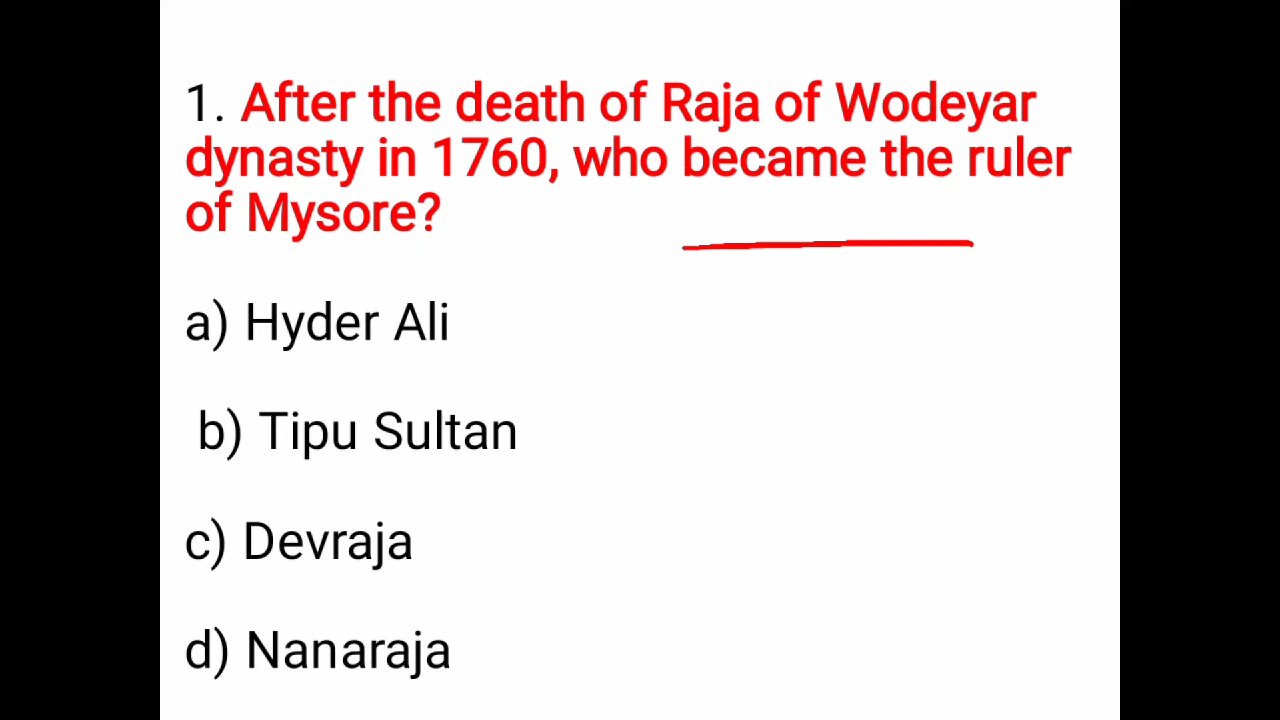 1. After the death of Raja of Wodeyar
dynasty in 1760, who became the ruler
of Mysore?
a) Hyder Ali
b) Tipu Sultan
c) Devraja
d) Nanaraja